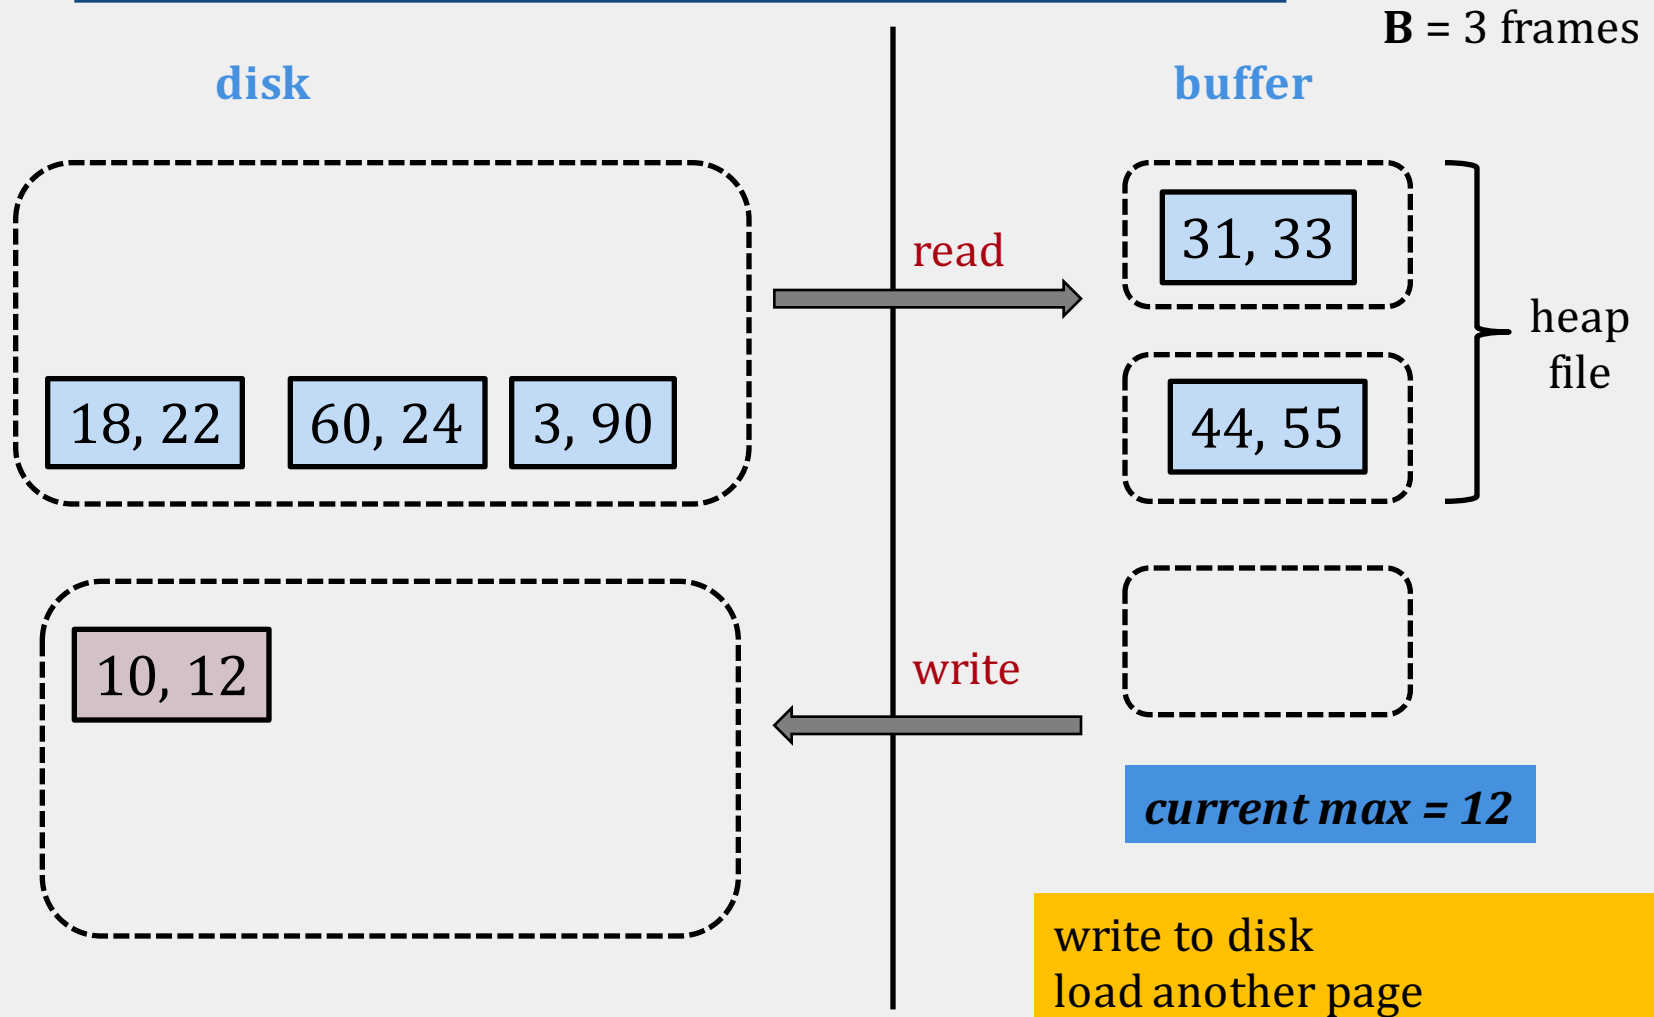 B = 3 frames
disk
buffer
31, 33
read
heap
file
18, 22
60, 24
3, 90
44, 55
10, 12
write
current max = 12
write to disk
load another page